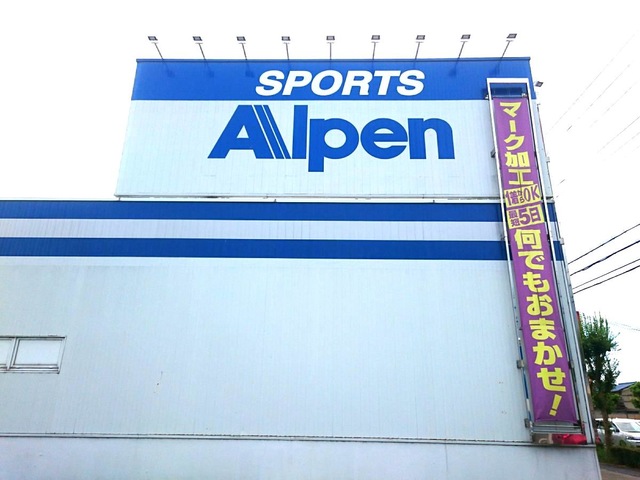 SPORTS
Alpen
マーク加工
1着からOK
最短5日
何でもおまかせ！